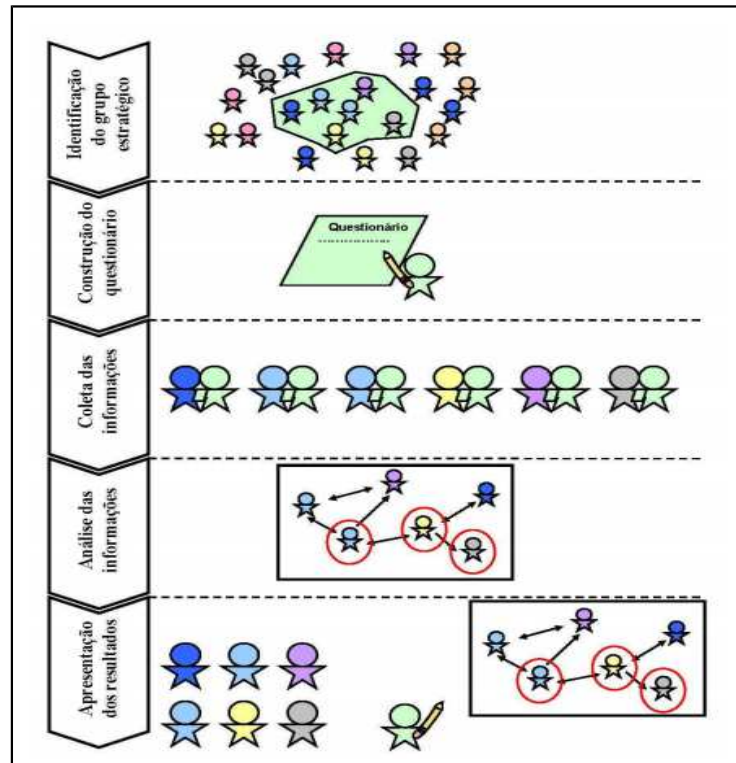 Identificação
do grupo
estratégico
Construção do
questionário
Questionário
Coleta das
informações
Análise das
informações
Apresentação
dos resultados